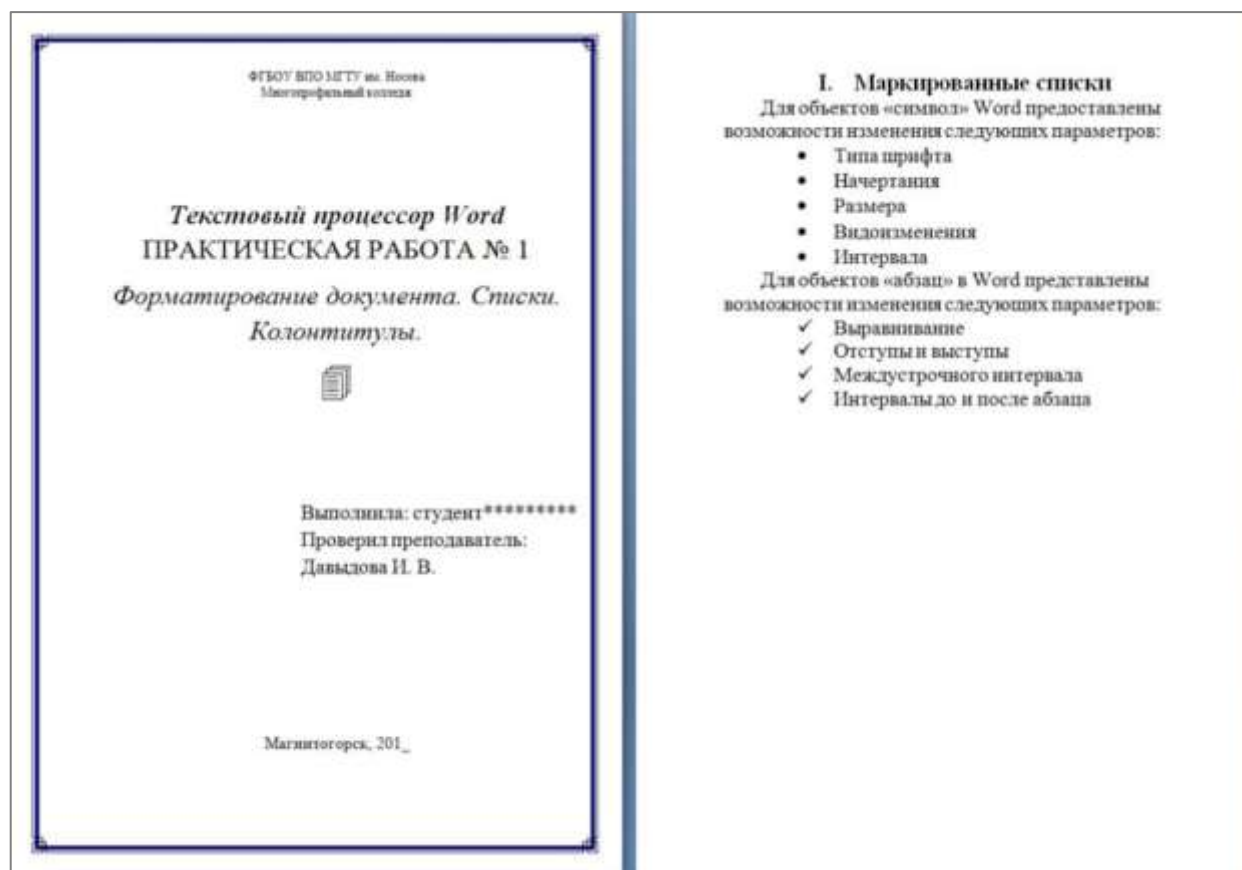 ФГБОУ ВПО МГТУ им. Носова
Многопрофильный колледж
Текстовый процессор Word
ПРАКТИЧЕСКАЯ РАБОТА № 1
Форматирование документа. Списки.
Колонтитулы.
Выполнила: студент*********
Проверил преподаватель:
Давыдова И. В.
Магнитогорск, 201_
I. Маркированные списки
Для объектов «символ» Word предоставлены
возможности изменения следующих параметров:
• Типа шрифта
• Начертания
• Размера
• Видоизменения
• Интервала
Для объектов «абзац» в Word представлены
возможности изменения следующих параметров:
✓ Выравнивание
✓ Отступы и выступы
✓ Междустрочного интервала
✓ Интервалы до и после абзаца